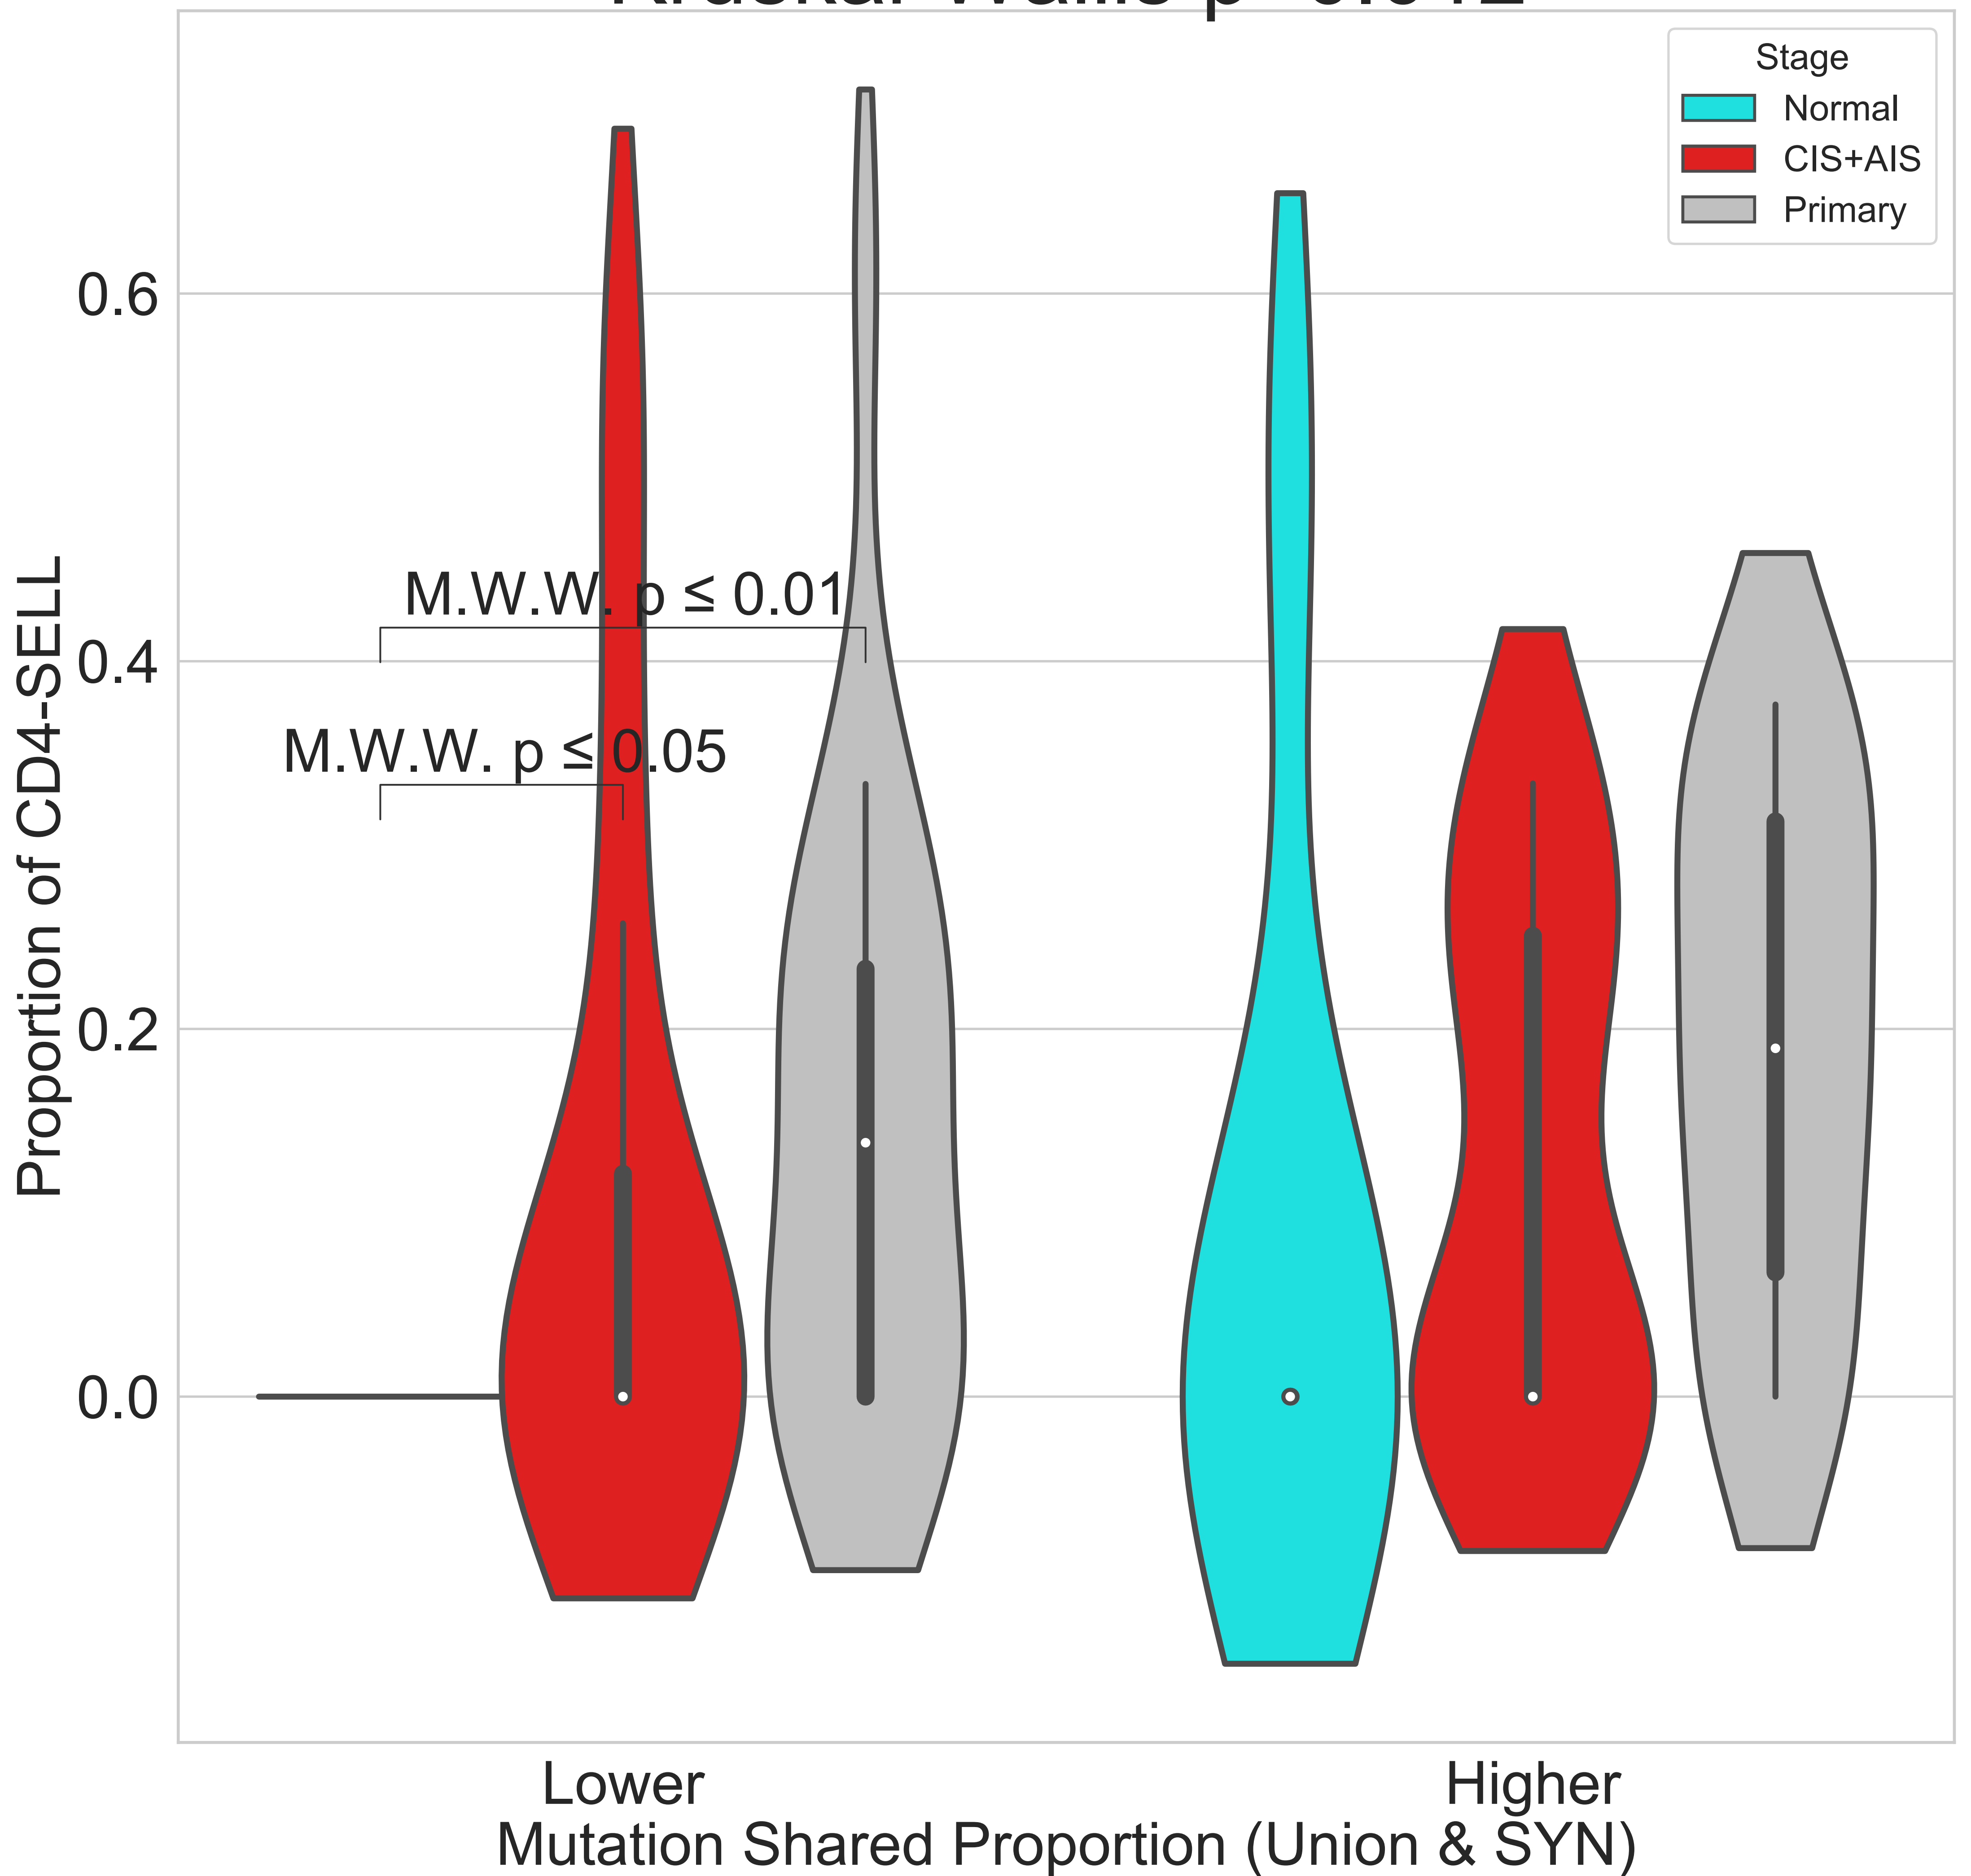 Stage
Normal
CIS+AIS
Primary
0.6
0.4
0.2
0.0
Proportion of CD4-SELL
M.W.W. p ≤ 0.01
M.W.W. p ≤ 0.05
Lower
Higher
Mutation Shared Proportion (Union & SYN)